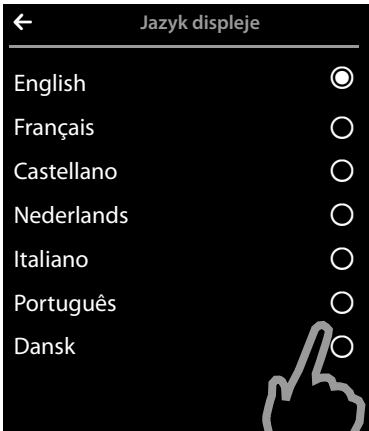 Jazyk displeje
English
Français
Castellano
Nederlands
Italiano
Português
Dansk